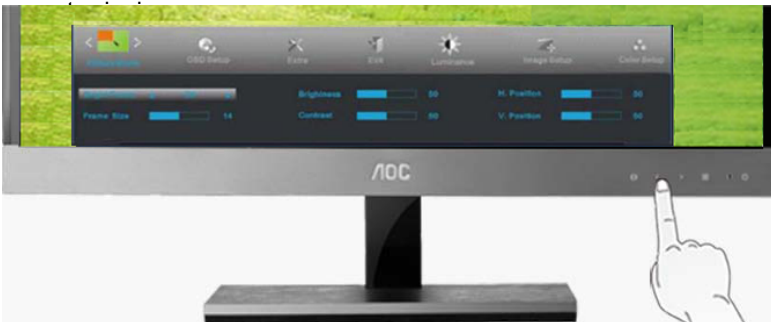 OSD Setup
Extra
Exit
Luminance
Image Setup
Color Setup
Brightness 50
H. Position 50
Frame Size 14
Contrast 50
V. Position 50
AOC